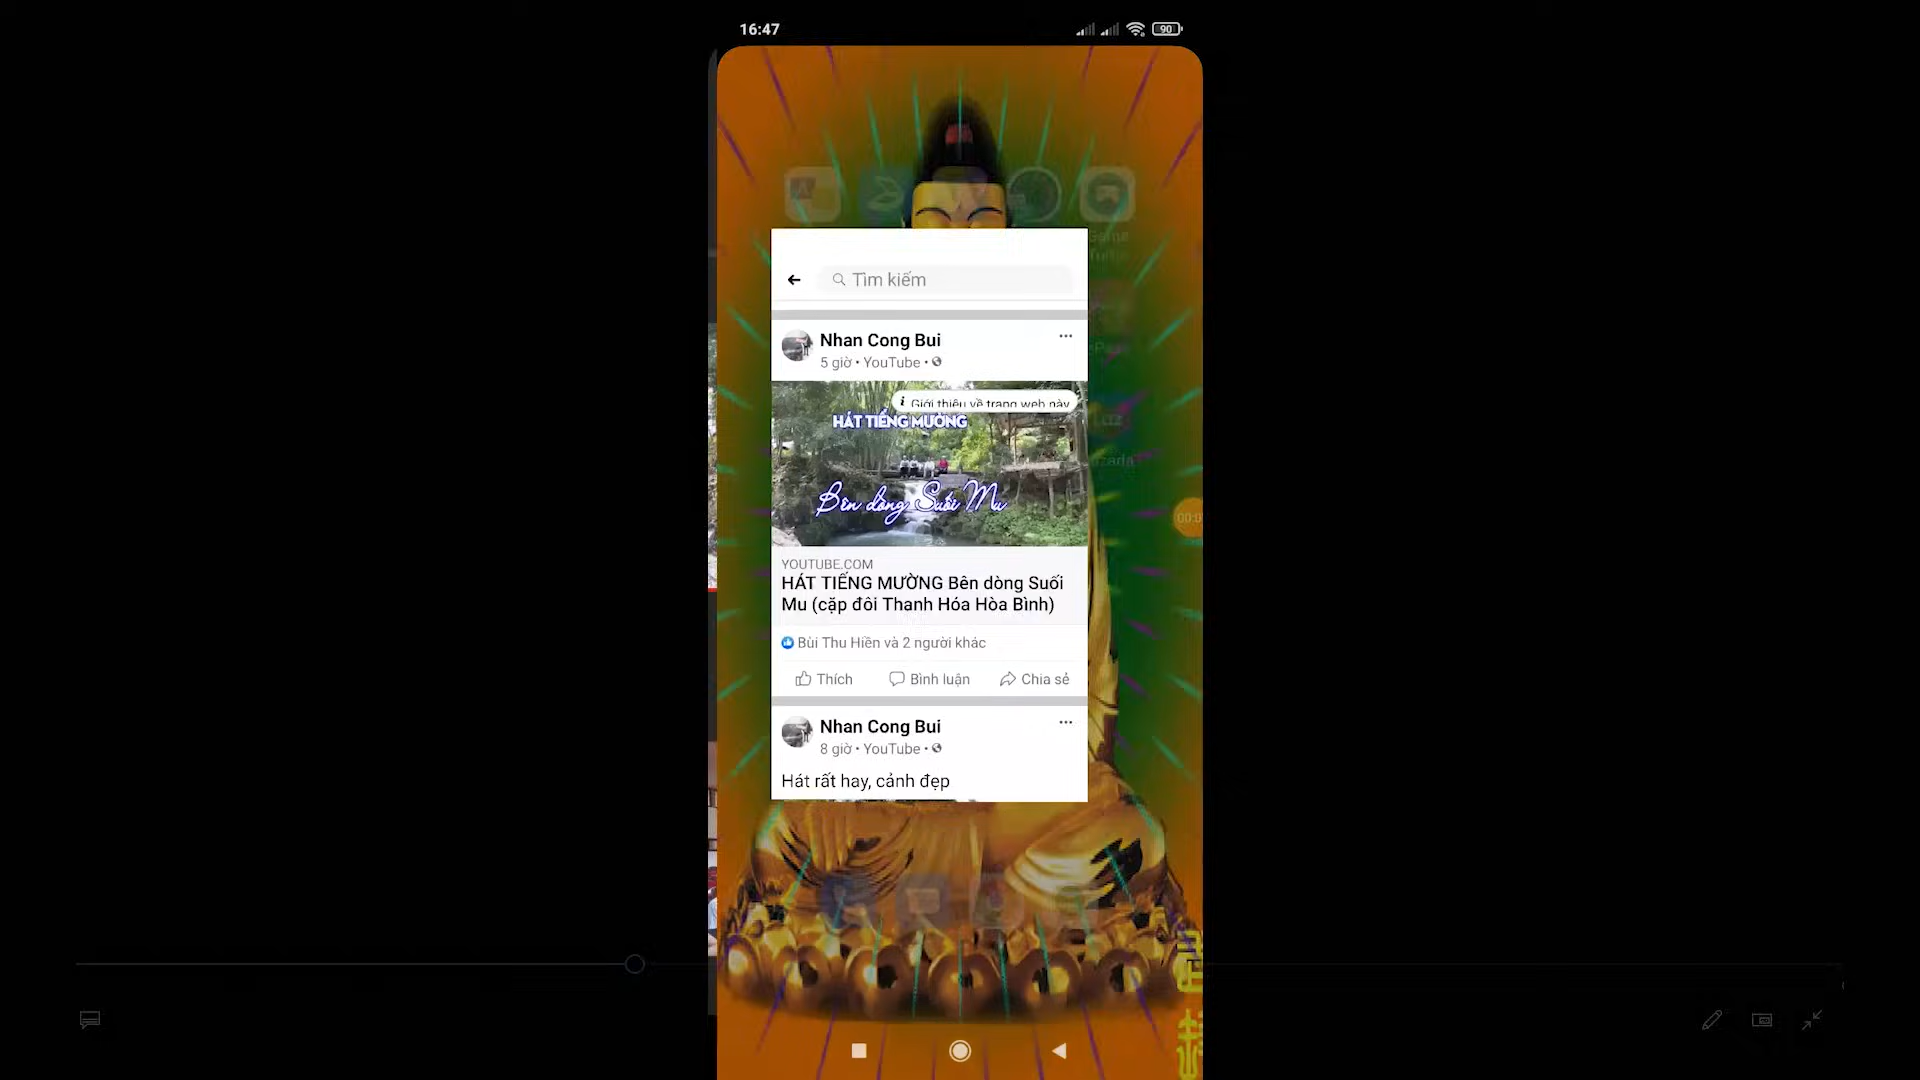 16:47
90
Tìm kiếm
Nhan Cong Bui
5 giờ • YouTube •
Giới thiệu về trang web này
HÁT TIẾNG MƯỜNG
Bên dòng Suối Mu
YOUTUBE.COM
HÁT TIẾNG MƯỜNG Bên dòng Suối
Mu (cặp đôi Thanh Hóa Hòa Bình)
Bùi Thu Hiền và 2 người khác
Thích Bình luận Chia sẻ
Nhan Cong Bui
8 giờ • YouTube •
Hát rất hay, cảnh đẹp